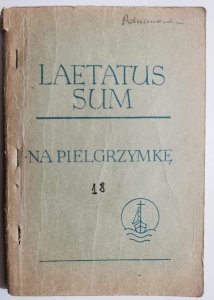 LAETATUS
SUM
NA PIELGRZYMKĘ
18